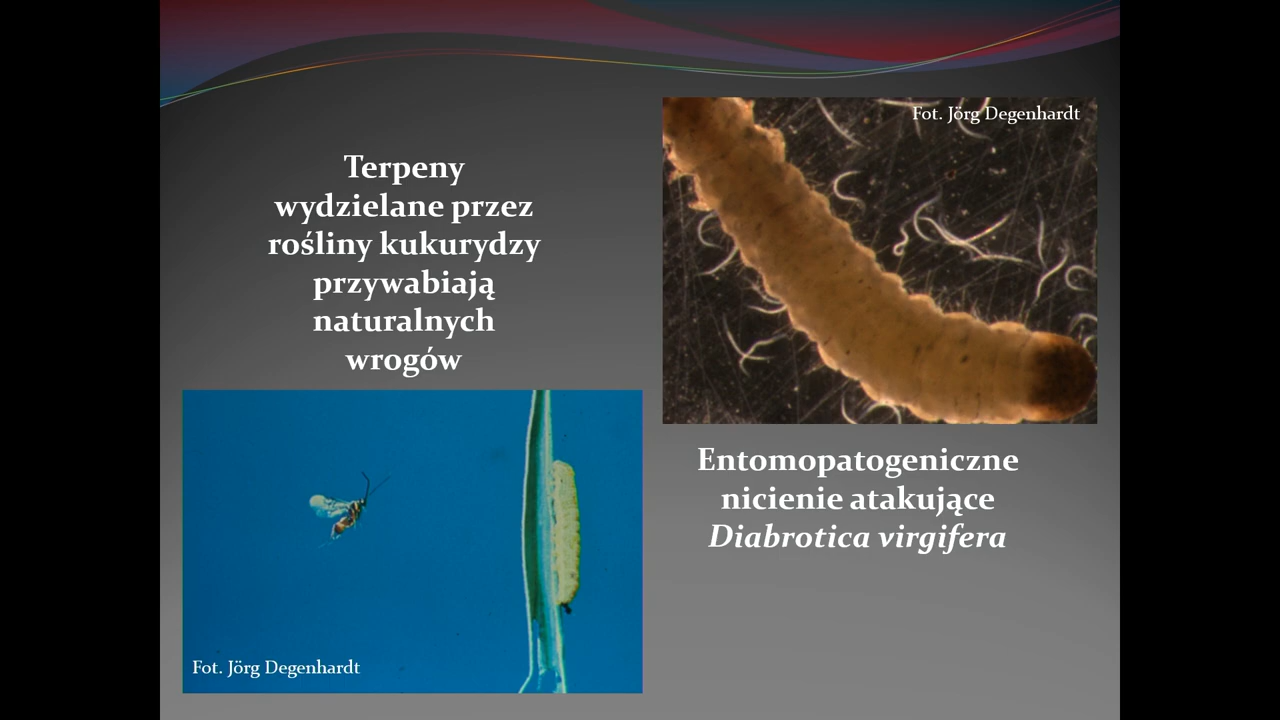 Terpeny
wydzielane przez
rośliny kukurydzy
przywabiają
naturalnych
wrogów
Fot. Jörg Degenhardt
Fot. Jörg Degenhardt
Entomopatogeniczne
nicienie atakujące
Diabrotica virgifera